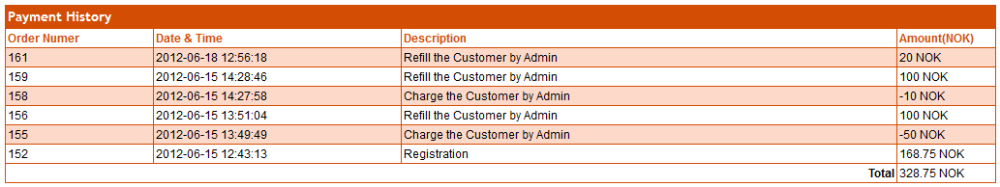 Payment History
Order Numer Date & Time Description Amount(NOK)
161 2012-06-18 12:56:18 Refill the Customer by Admin 20 NOK
159 2012-06-15 14:28:46 Refill the Customer by Admin 100 NOK
158 2012-06-15 14:27:58 Charge the Customer by Admin -10 NOK
156 2012-06-15 13:51:04 Refill the Customer by Admin 100 NOK
155 2012-06-15 13:49:49 Charge the Customer by Admin -50 NOK
152 2012-06-15 12:43:13 Registration 168.75 NOK
Total 328.75 NOK